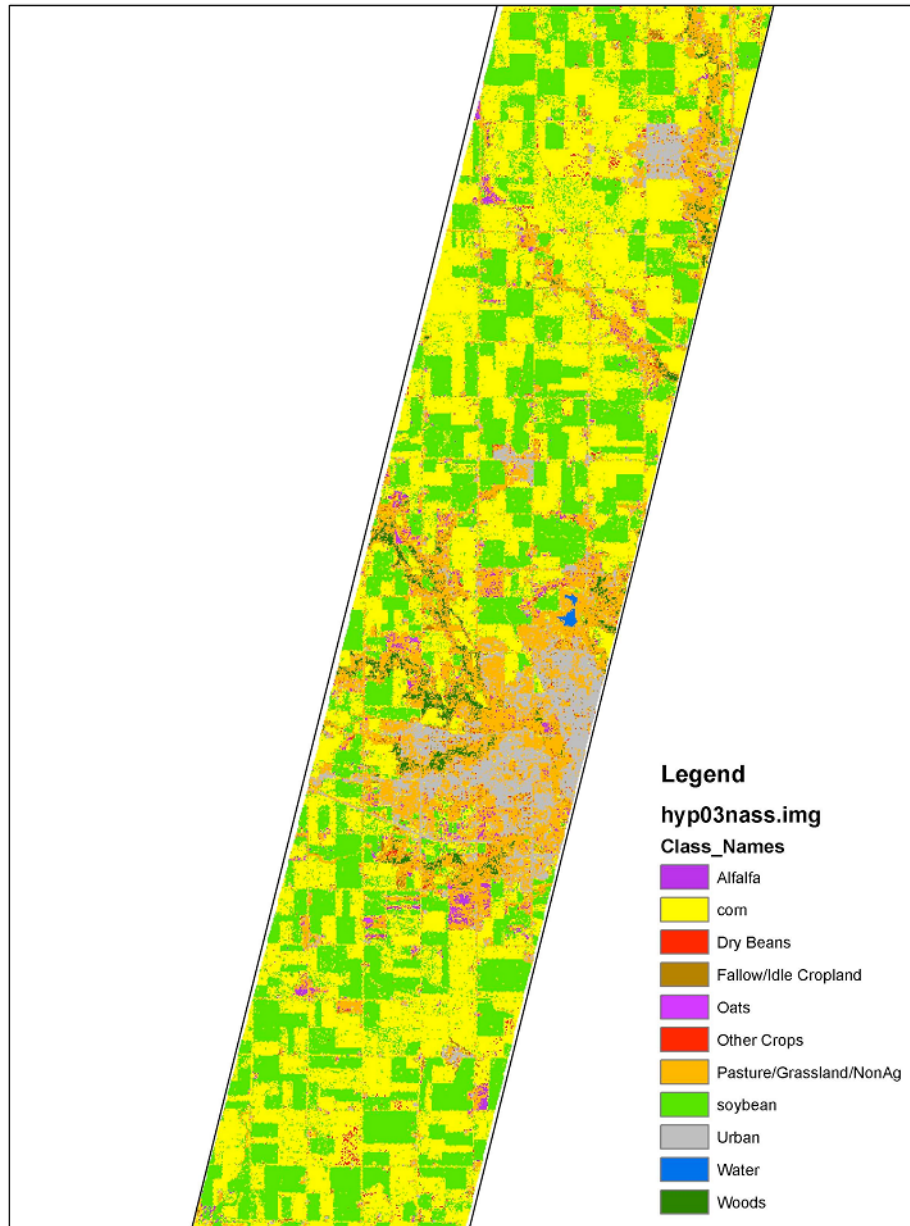 Legend
hyp03nass.img
Class_Names
Alfalfa
corn
Dry Beans
Fallow/Idle Cropland
Oats
Other Crops
Pasture/Grassland/NonAg
soybean
Urban
Water
Woods